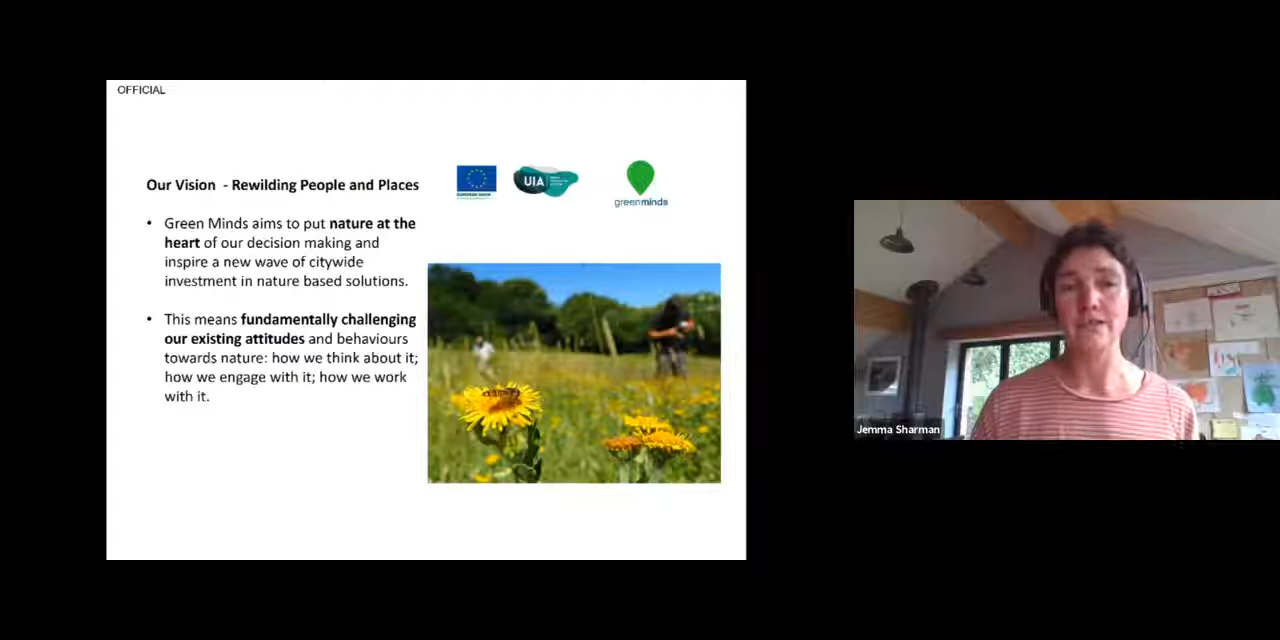 OFFICIAL
Our Vision - Rewilding People and Places
• Green Minds aims to put nature at the
heart of our decision making and
inspire a new wave of citywide
investment in nature based solutions.
• This means fundamentally challenging
our existing attitudes and behaviours
towards nature: how we think about it;
how we engage with it; how we work
with it.
EUROPEAN UNION
UIA
greenminds
Jemma Sharman